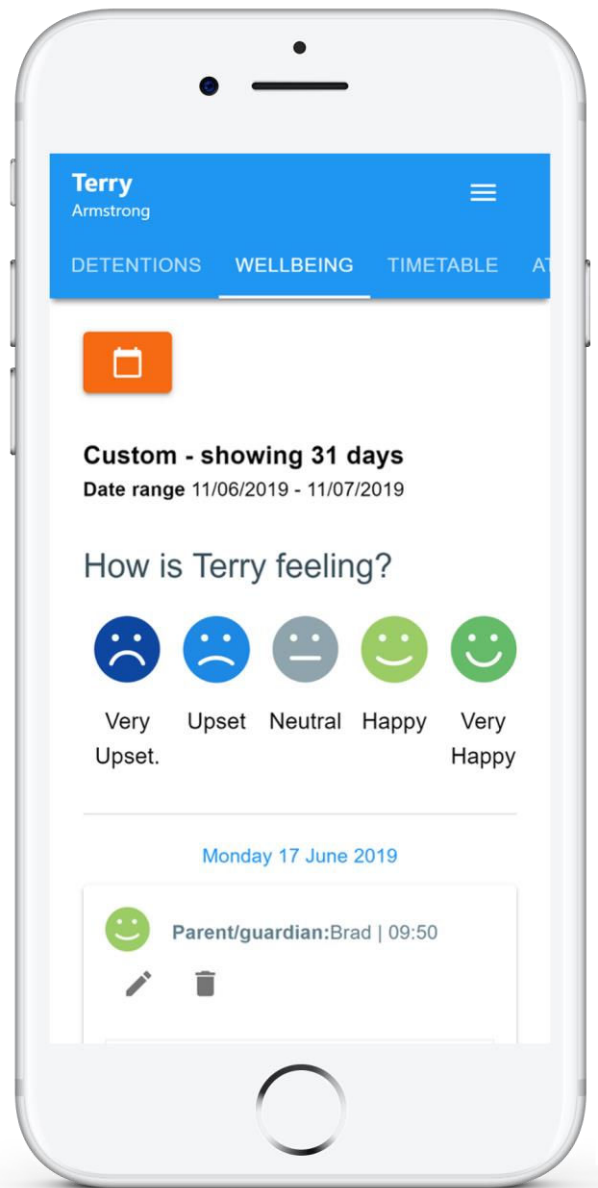 Terry
Armstrong
DETENTIONS WELLBEING TIMETABLE AT
Custom - showing 31 days
Date range 11/06/2019 - 11/07/2019
How is Terry feeling?
Very Upset Neutral Happy Very
Upset. Happy
Monday 17 June 2019
Parent/guardian:Brad | 09:50